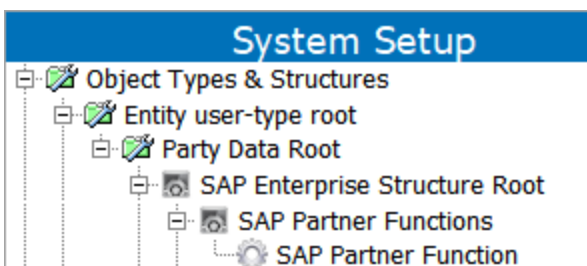 System Setup
Object Types & Structures
Entity user-type root
Party Data Root
SAP Enterprise Structure Root
SAP Partner Functions
SAP Partner Function